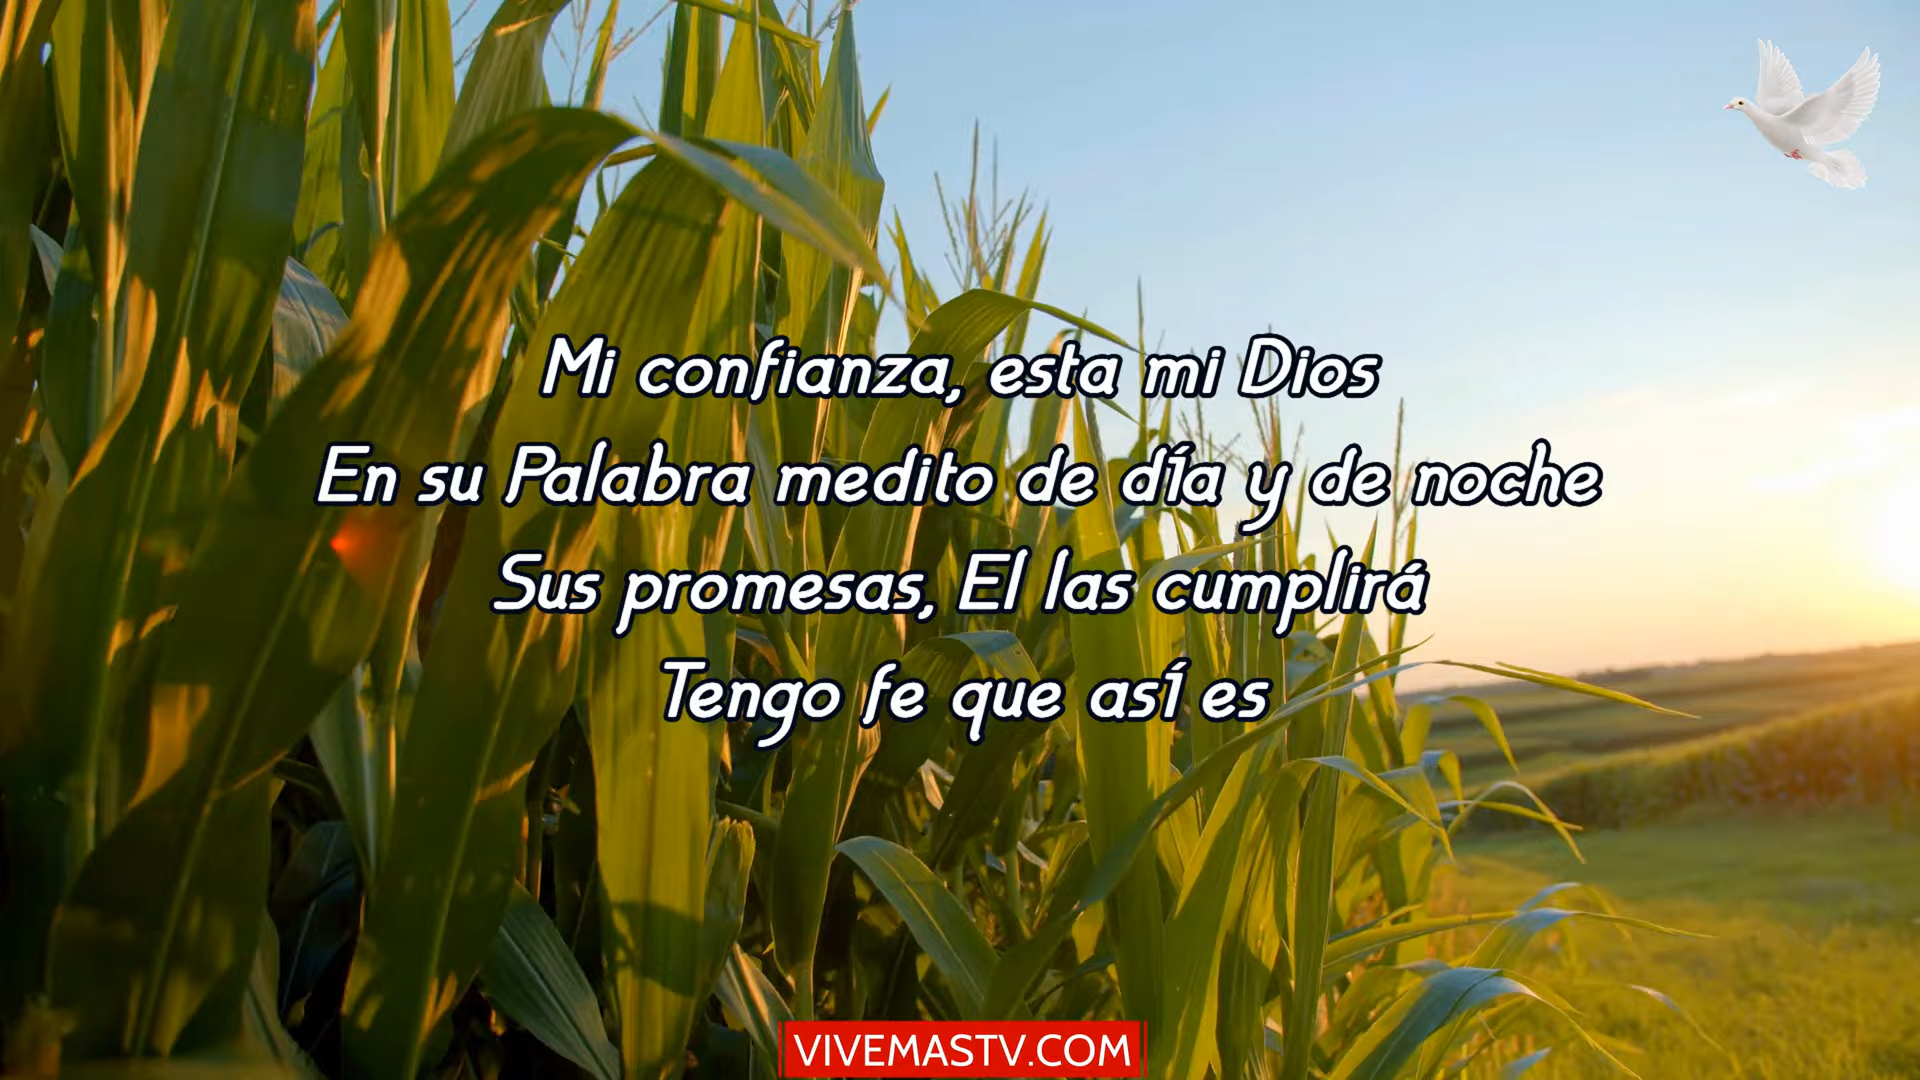 Mi confianza, esta mi Dios
En su Palabra medito de día y de noche
Sus promesas, El las cumplirá
Tengo fe que así es
VIVEMASTV.COM